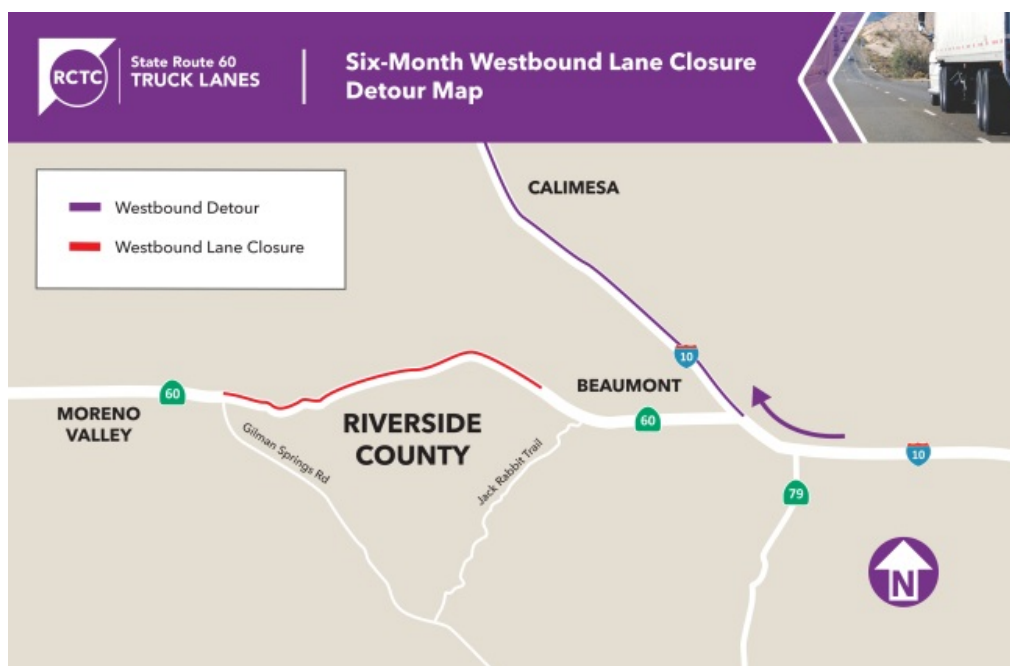 RCTC
State Route 60
TRUCK LANES
Six-Month Westbound Lane Closure
Detour Map
Westbound Detour
Westbound Lane Closure
CALIMESA
10
BEAUMONT
60
MORENO
VALLEY
RIVERSIDE
COUNTY
60
Gilman Springs Rd
Jack Rabbit Trail
10
79
N